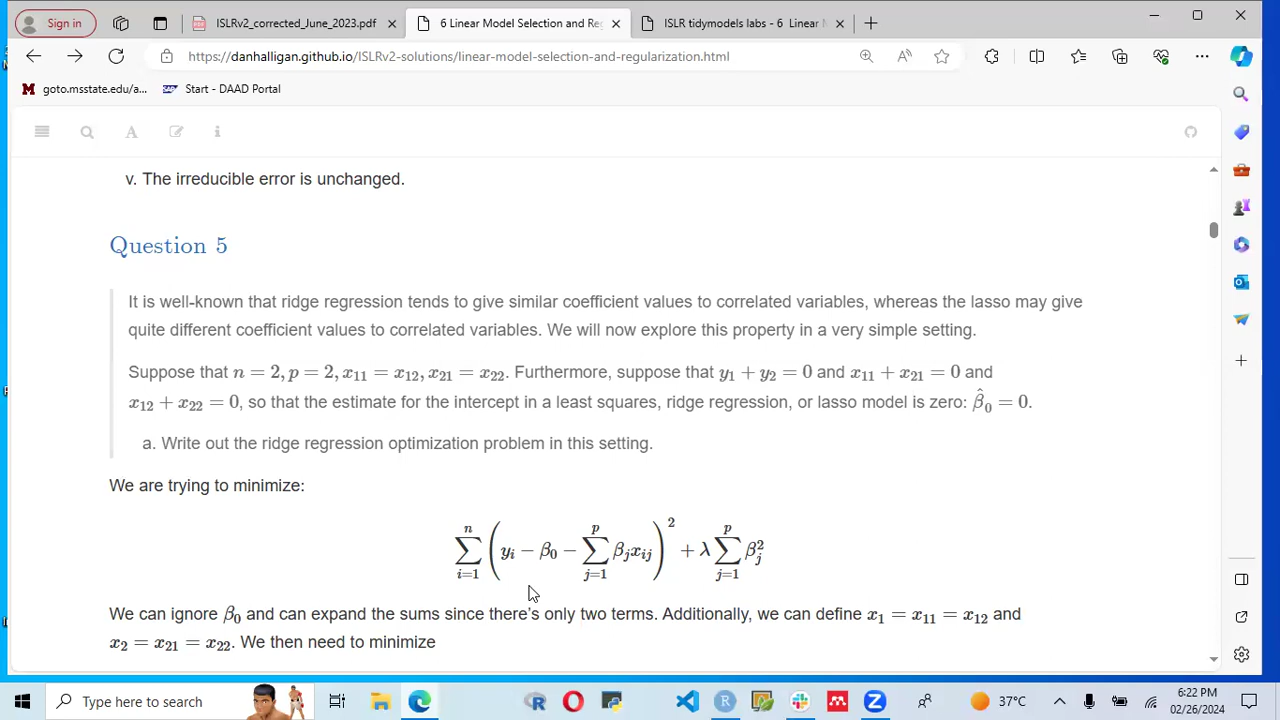 Sign in
ISLRv2_corrected_June_2023.pdf
6 Linear Model Selection and Reg
ISLR tidymodels labs - 6 Linear M
https://danhalligan.github.io/ISLRv2-solutions/linear-model-selection-and-regularization.html
goto.msstate.edu/a...
Start - DAAD Portal
v. The irreducible error is unchanged.
Question 5
It is well-known that ridge regression tends to give similar coefficient values to correlated variables, whereas the lasso may give
quite different coefficient values to correlated variables. We will now explore this property in a very simple setting.
Suppose that n = 2, p = 2, x₁₁ = x₁₂, x₂₁ = x₂₂. Furthermore, suppose that y₁ + y₂ = 0 and x₁₁ + x₂₁ = 0 and
x₁₂ + x₂₂ = 0, so that the estimate for the intercept in a least squares, ridge regression, or lasso model is zero: β̂₀ = 0.
a. Write out the ridge regression optimization problem in this setting.
We are trying to minimize:
∑ᵢ₌₁ⁿ (yᵢ − β₀ − ∑ⱼ₌₁ᵖ βⱼxᵢⱼ)² + λ ∑ⱼ₌₁ᵖ βⱼ²
We can ignore β₀ and can expand the sums since there's only two terms. Additionally, we can define x₁ = x₁₁ = x₁₂ and
x₂ = x₂₁ = x₂₂. We then need to minimize
Type here to search
37°C
6:22 PM
02/26/2024